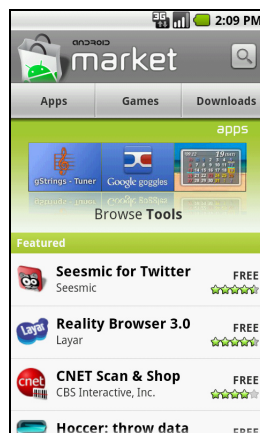 3G 2:09 PM
ANDROID
market
Apps Games Downloads
apps
gStrings - Tuner Google goggles
Browse Tools
Featured
Seesmic for Twitter
FREE
Seesmic
Reality Browser 3.0
FREE
Layar
CNET Scan & Shop
FREE
CBS Interactive, Inc.
Hoccer: throw data
FREE